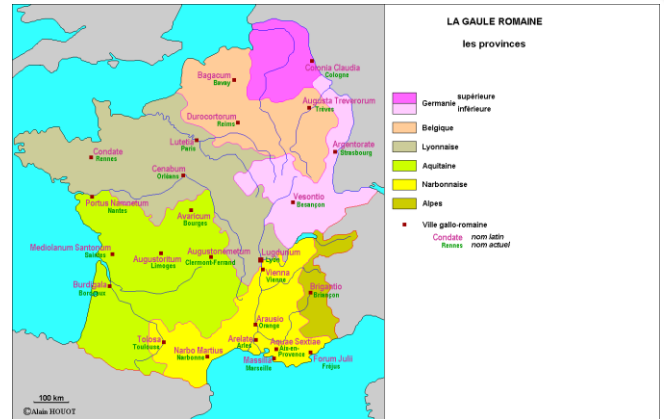 LA GAULE ROMAINE
les provinces
Germanie supérieure
inférieure
Belgique
Lyonnaise
Aquitaine
Narbonnaise
Alpes
Ville gallo-romaine
Condate nom latin
Rennes nom actuel
Colonia Claudia
Cologne
Bagacum
Bavay
Augusta Treverorum
Trèves
Durocortorum
Reims
Lutetia
Paris
Argentorate
Strasbourg
Condate
Rennes
Cenabum
Orléans
Vesontio
Besançon
Portus Namnetum
Nantes
Avaricum
Bourges
Mediolanum Santonum
Saintes
Augustoritum
Limoges
Augustonemetum
Clermont-Ferrand
Lugdunum
Lyon
Vienna
Vienne
Burdigala
Bordeaux
Brigantio
Briançon
Arausio
Orange
Tolosa
Toulouse
Narbo Martius
Narbonne
Arelate
Arles
Aquae Sextiae
Aix-en-
Provence
Massilia
Marseille
Forum Julii
Fréjus
100 km
©Alain HOUOT